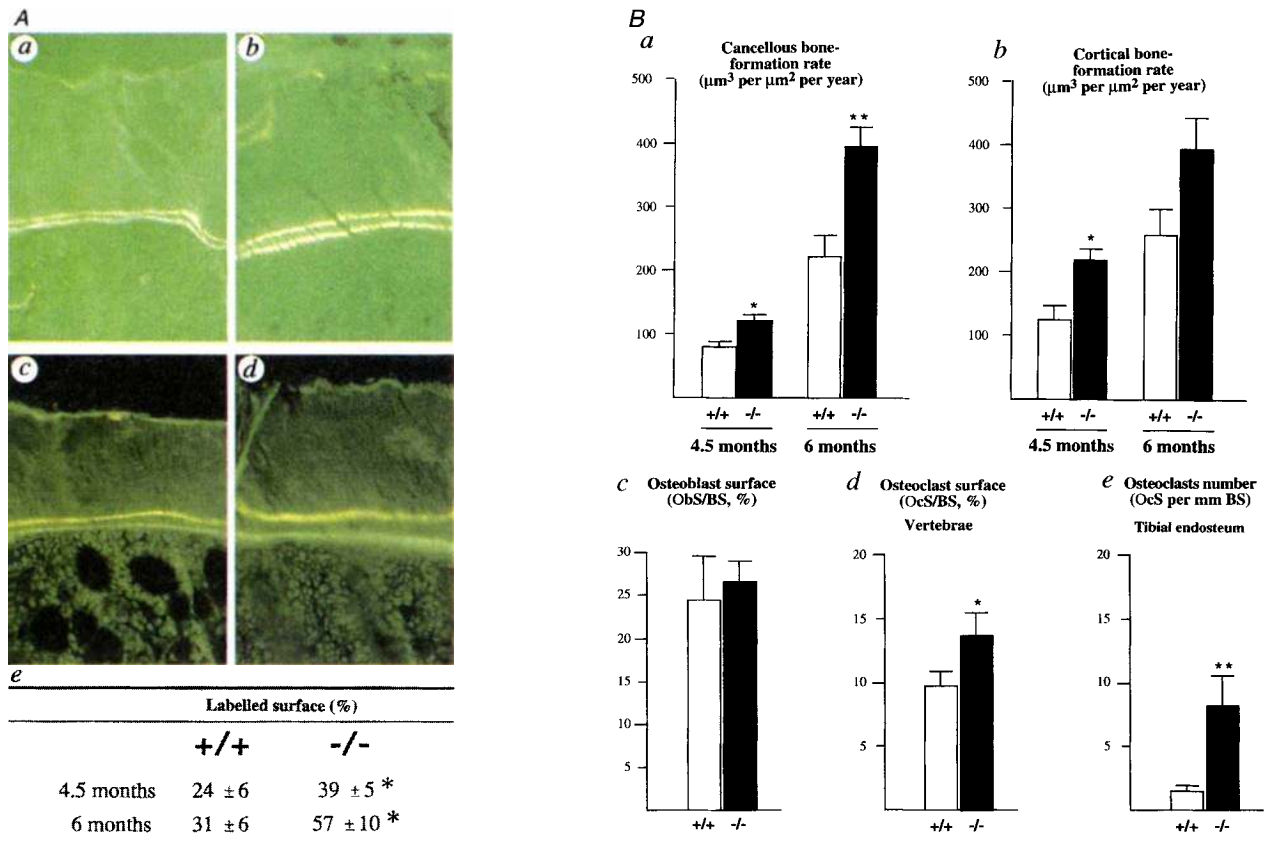 A
a
b
c
d
e
Labelled surface (%)
+/+ -/-
4.5 months 24 ±6 39 ±5 *
6 months 31 ±6 57 ±10 *
B
a
Cancellous bone-
formation rate
(µm³ per µm² per year)
500
400
300
200
100
*
**
+/+ -/- +/+ -/-
4.5 months 6 months
b
Cortical bone-
formation rate
(µm³ per µm² per year)
500
400
300
200
100
*
+/+ -/- +/+ -/-
4.5 months 6 months
c Osteoblast surface
(ObS/BS, %)
30
25
20
15
10
5
+/+ -/-
d Osteoclast surface
(OcS/BS, %)
Vertebrae
20
15
10
5
*
+/+ -/-
e Osteoclasts number
(OcS per mm BS)
Tibial endosteum
20
15
10
5
**
+/+ -/-